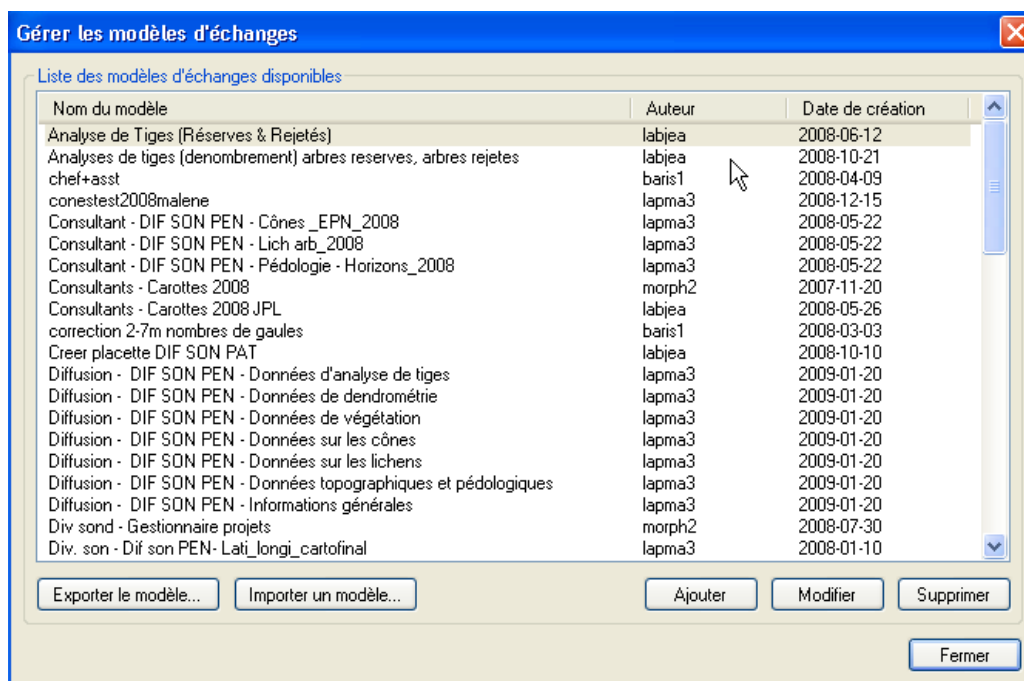 Gérer les modèles d'échanges
Liste des modèles d'échanges disponibles
Nom du modèle Auteur Date de création
Analyse de Tiges (Réserves & Rejetés) labjea 2008-06-12
Analyses de tiges (denombrement) arbres reserves, arbres rejetes labjea 2008-10-21
chef+asst baris1 2008-04-09
conestest2008malene lapma3 2008-12-15
Consultant - DIF SON PEN - Cônes _EPN_2008 lapma3 2008-05-22
Consultant - DIF SON PEN - Lich arb_2008 lapma3 2008-05-22
Consultant - DIF SON PEN - Pédologie - Horizons_2008 lapma3 2008-05-22
Consultants - Carottes 2008 morph2 2007-11-20
Consultants - Carottes 2008 JPL labjea 2008-05-26
correction 2-7m nombres de gaules baris1 2008-03-03
Creer placette DIF SON PAT labjea 2008-10-10
Diffusion - DIF SON PEN - Données d'analyse de tiges lapma3 2009-01-20
Diffusion - DIF SON PEN - Données de dendrométrie lapma3 2009-01-20
Diffusion - DIF SON PEN - Données de végétation lapma3 2009-01-20
Diffusion - DIF SON PEN - Données sur les cônes lapma3 2009-01-20
Diffusion - DIF SON PEN - Données sur les lichens lapma3 2009-01-20
Diffusion - DIF SON PEN - Données topographiques et pédologiques lapma3 2009-01-20
Diffusion - DIF SON PEN - Informations générales lapma3 2009-01-20
Div sond - Gestionnaire projets morph2 2008-07-30
Div. son - Dif son PEN- Lati_longi_cartofinal lapma3 2008-01-10
Exporter le modèle... Importer un modèle... Ajouter Modifier Supprimer
Fermer